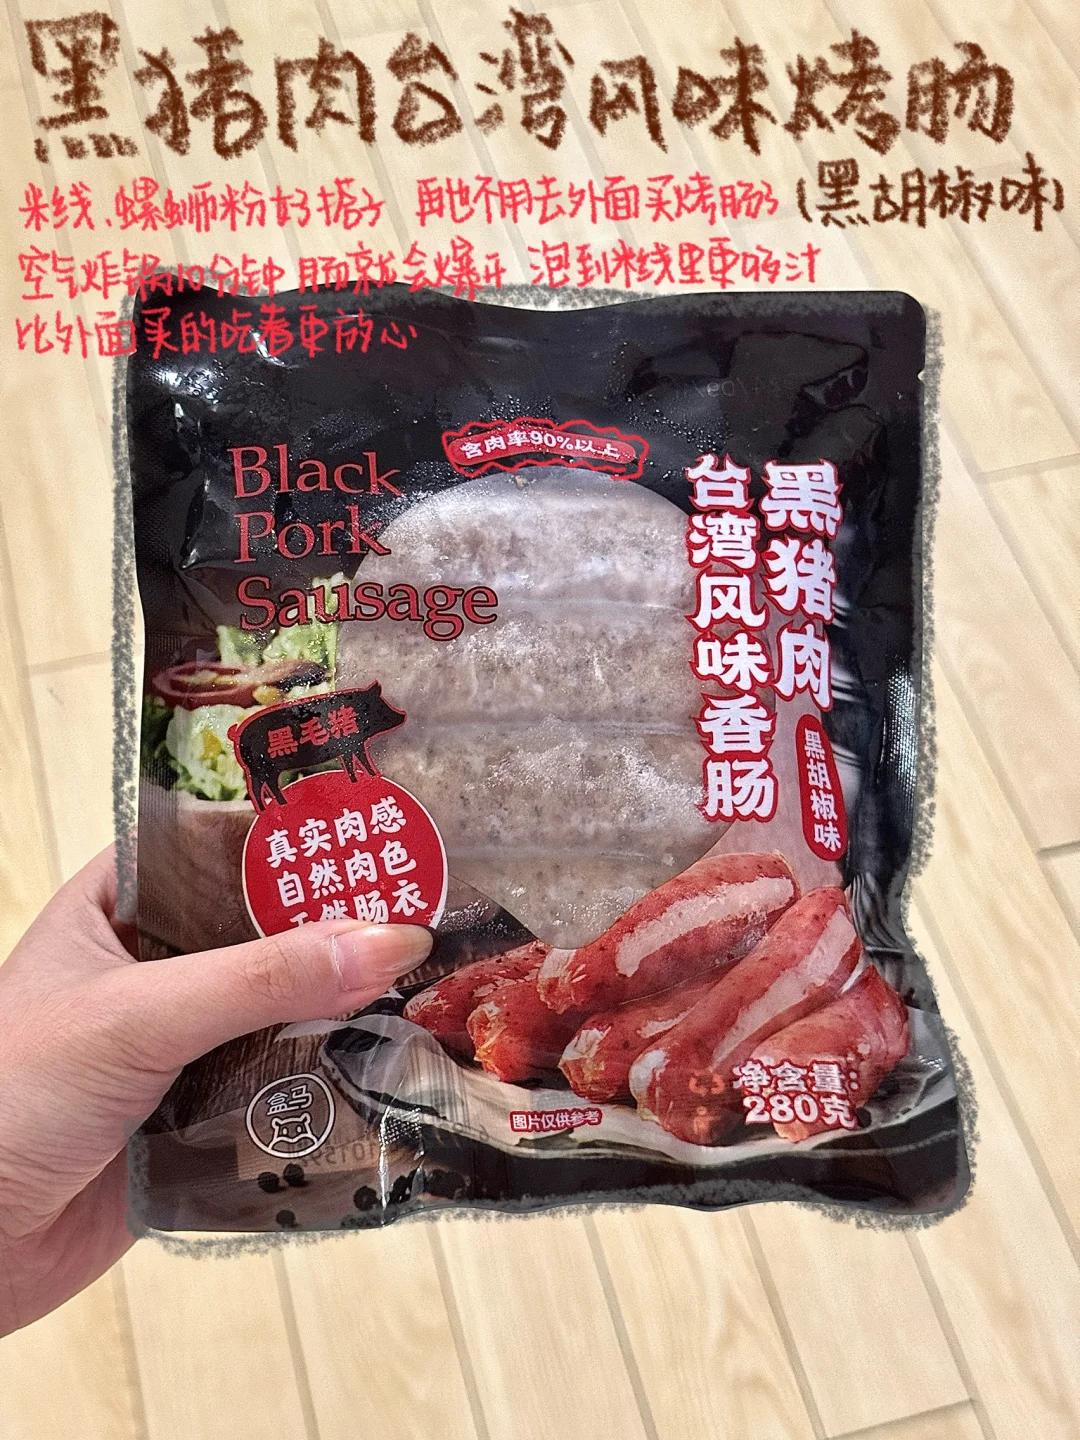 黑猪肉台湾风味烤肠
(黑胡椒味)
米线、螺蛳粉好搭子 再也不用去外面买烤肠了
空气炸锅10分钟 肠就会爆开 泡到米线里更多汁
比外面买的吃着更放心
含肉率90%以上
Black
Pork
Sausage
黑猪肉
台湾风味香肠
黑胡椒味
黑毛猪
真实肉感
自然肉色
天然肠衣
净含量:
280克
图片仅供参考
盒马